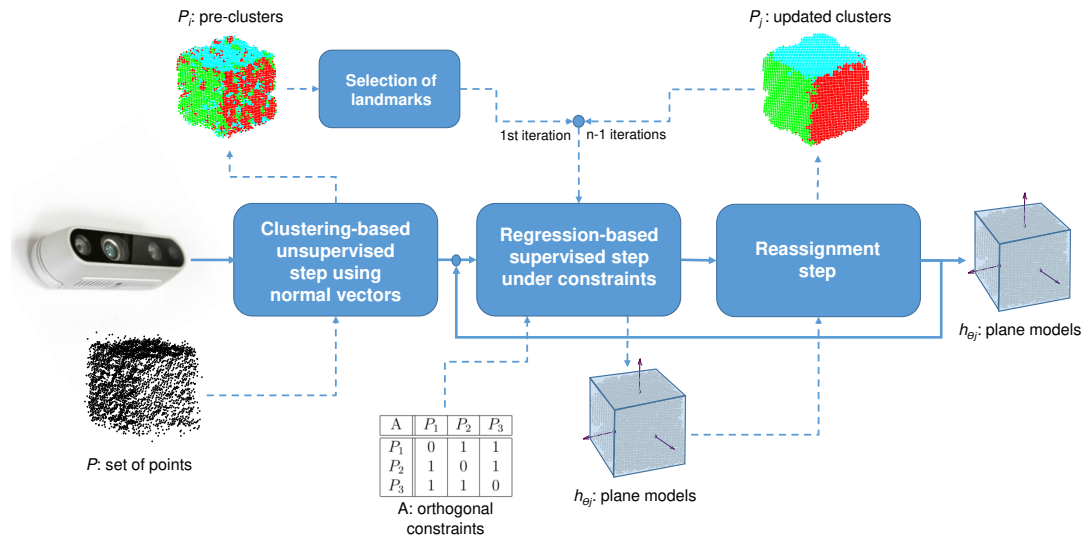 P_i: pre-clusters
P_j: updated clusters
Selection of
landmarks
1st iteration
n-1 iterations
Clustering-based
unsupervised
step using
normal vectors
Regression-based
supervised step
under constraints
Reassignment
step
h_θj: plane models
P: set of points
A P_1 P_2 P_3
P_1 0 1 1
P_2 1 0 1
P_3 1 1 0
A: orthogonal
constraints
h_θj: plane models